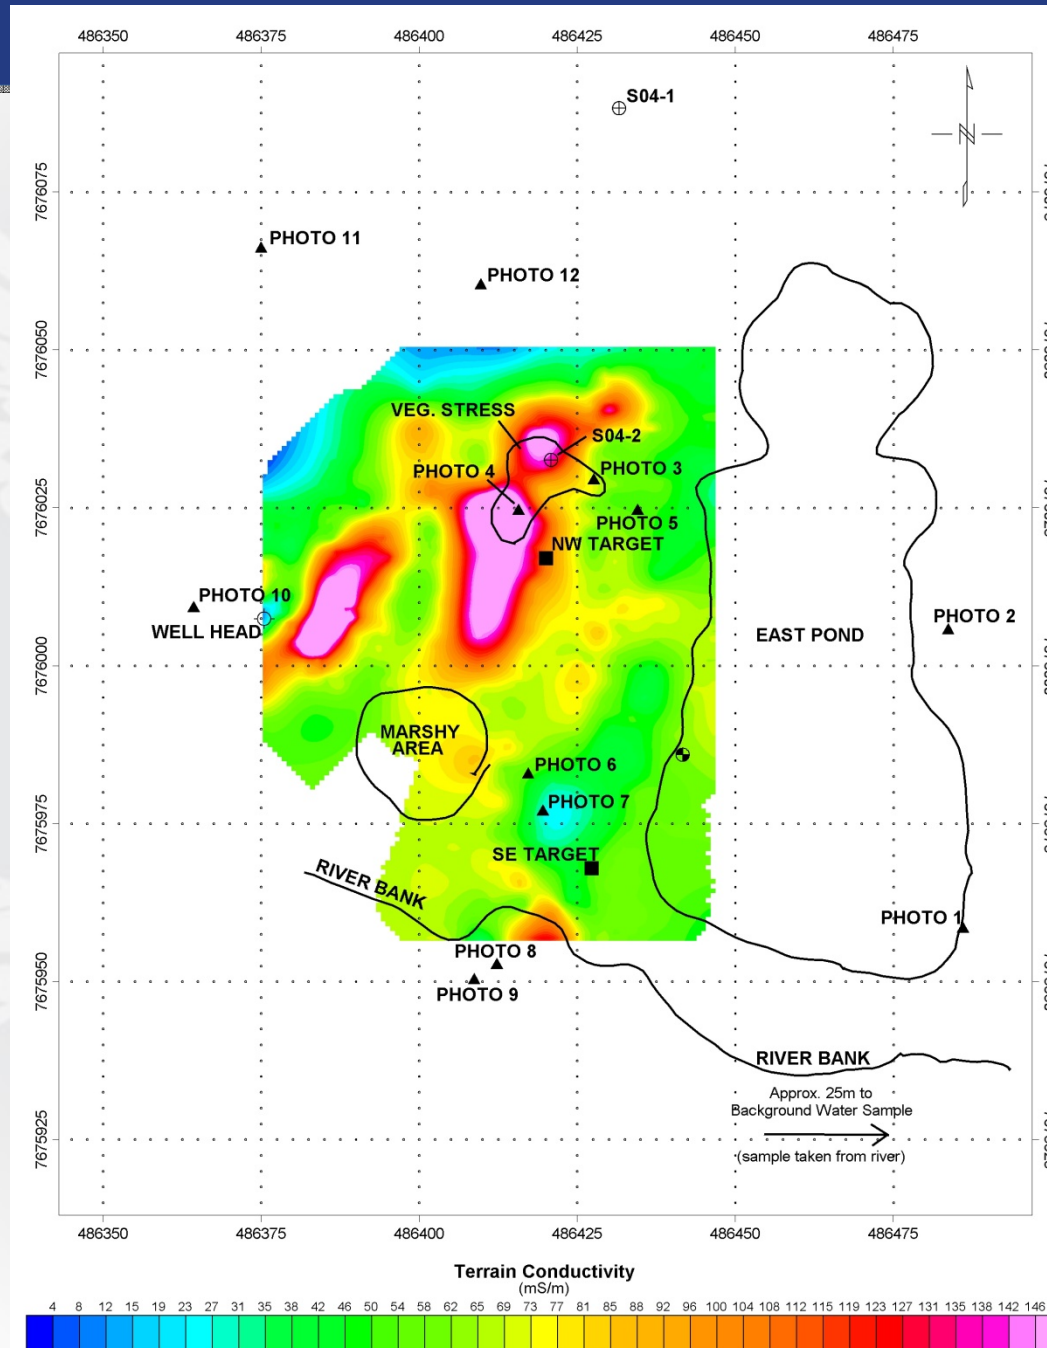 486350 486375 486400 486425 486450 486475
S04-1
7676075
PHOTO 11
PHOTO 12
7676050
VEG. STRESS
S04-2
PHOTO 4
PHOTO 3
7676025
PHOTO 5
NW TARGET
PHOTO 10
WELL HEAD
PHOTO 2
EAST POND
7676000
MARSHY
AREA
PHOTO 6
PHOTO 7
7675975
SE TARGET
RIVER BANK
PHOTO 1
PHOTO 8
7675950
PHOTO 9
RIVER BANK
Approx. 25m to
Background Water Sample
7675925
(sample taken from river)
486350 486375 486400 486425 486450 486475
Terrain Conductivity
(mS/m)
4 8 12 15 19 23 27 31 35 38 42 46 50 54 58 62 65 69 73 77 81 85 88 92 96 100 104 108 112 115 119 123 127 131 135 138 142 146